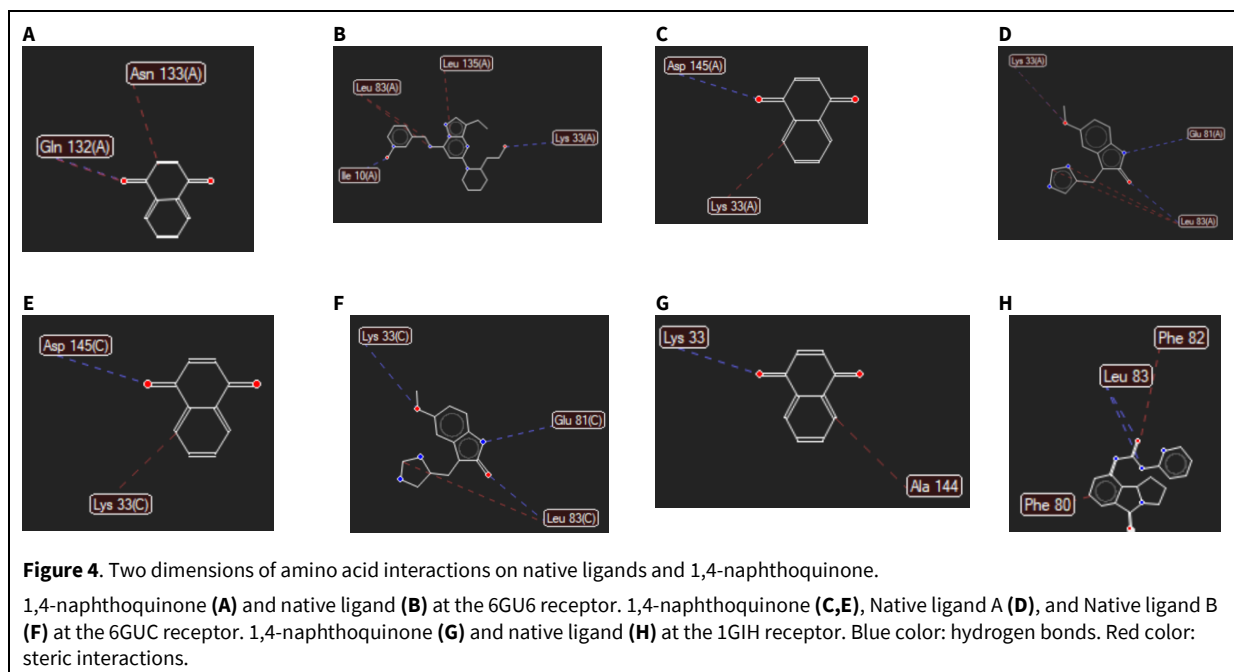 A
B
C
D
Asn 133(A)
Gln 132(A)
Leu 135(A)
Leu 83(A)
Lys 33(A)
Ile 10(A)
Asp 145(A)
Lys 33(A)
Lys 33(A)
Glu 81(A)
Leu 83(A)
E
F
G
H
Asp 145(C)
Lys 33(C)
Lys 33(C)
Glu 81(C)
Leu 83(C)
Lys 33
Ala 144
Phe 82
Leu 83
Phe 80
Figure 4. Two dimensions of amino acid interactions on native ligands and 1,4-naphthoquinone.
1,4-naphthoquinone (A) and native ligand (B) at the 6GU6 receptor. 1,4-naphthoquinone (C,E), Native ligand A (D), and Native ligand B
(F) at the 6GUC receptor. 1,4-naphthoquinone (G) and native ligand (H) at the 1GIH receptor. Blue color: hydrogen bonds. Red color:
steric interactions.